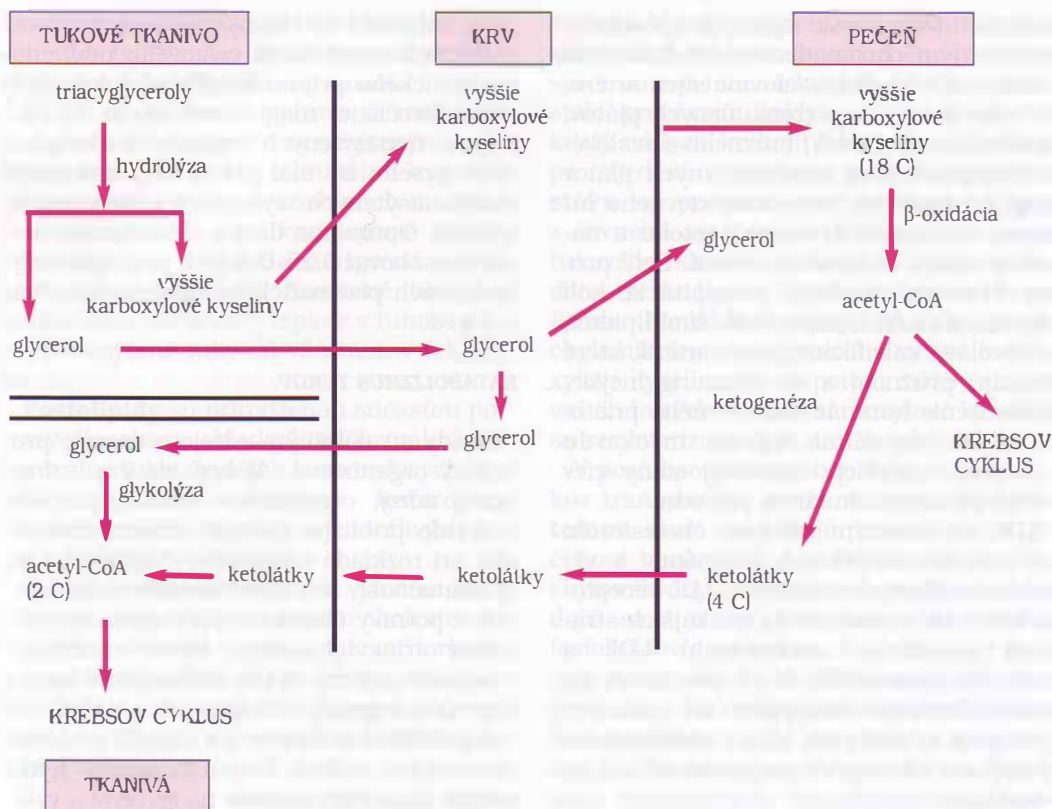 TUKOVÉ TKANIVO
KRV
PEČEŇ
triacylglyceroly
hydrolýza
vyššie
karboxylové kyseliny
glycerol
vyššie
karboxylové
kyseliny
glycerol
vyššie
karboxylové
kyseliny
(18 C)
β-oxidácia
acetyl-CoA
ketogenéza
KREBSOV
CYKLUS
glycerol
glycerol
glycerol
glykolýza
acetyl-CoA
(2 C)
ketolátky
ketolátky
ketolátky
(4 C)
KREBSOV CYKLUS
TKANIVÁ